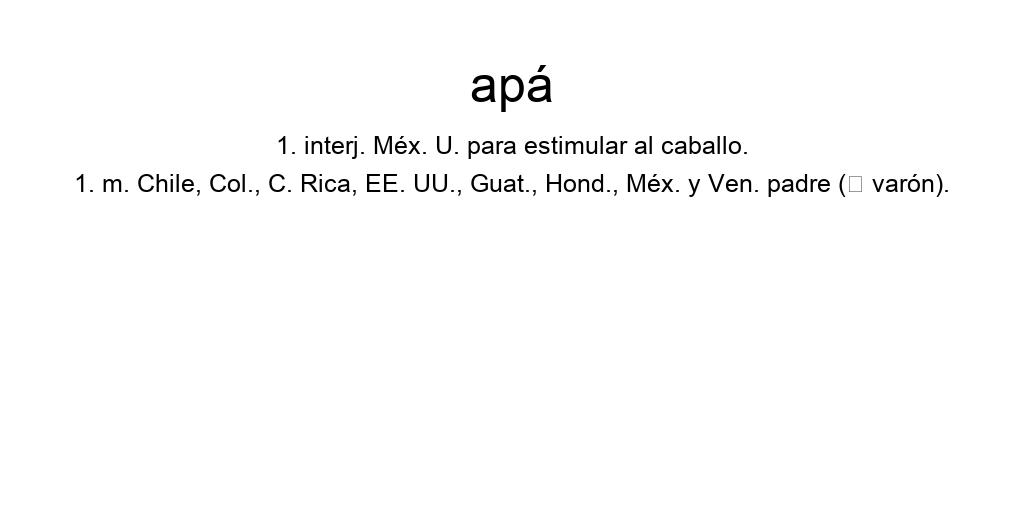 apá
1. interj. Méx. U. para estimular al caballo.
1. m. Chile, Col., C. Rica, EE. UU., Guat., Hond., Méx. y Ven. padre (▯ varón).